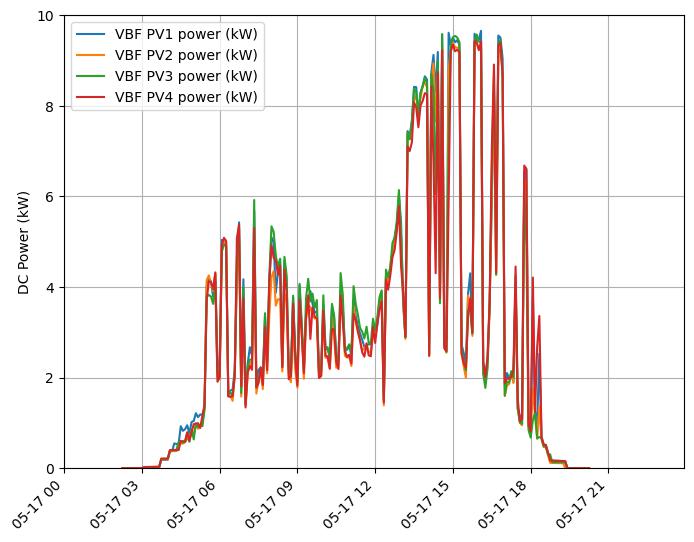 10
8
6
4
2
0
DC Power (kW)
VBF PV1 power (kW)
VBF PV2 power (kW)
VBF PV3 power (kW)
VBF PV4 power (kW)
05-17 00
05-17 03
05-17 06
05-17 09
05-17 12
05-17 15
05-17 18
05-17 21